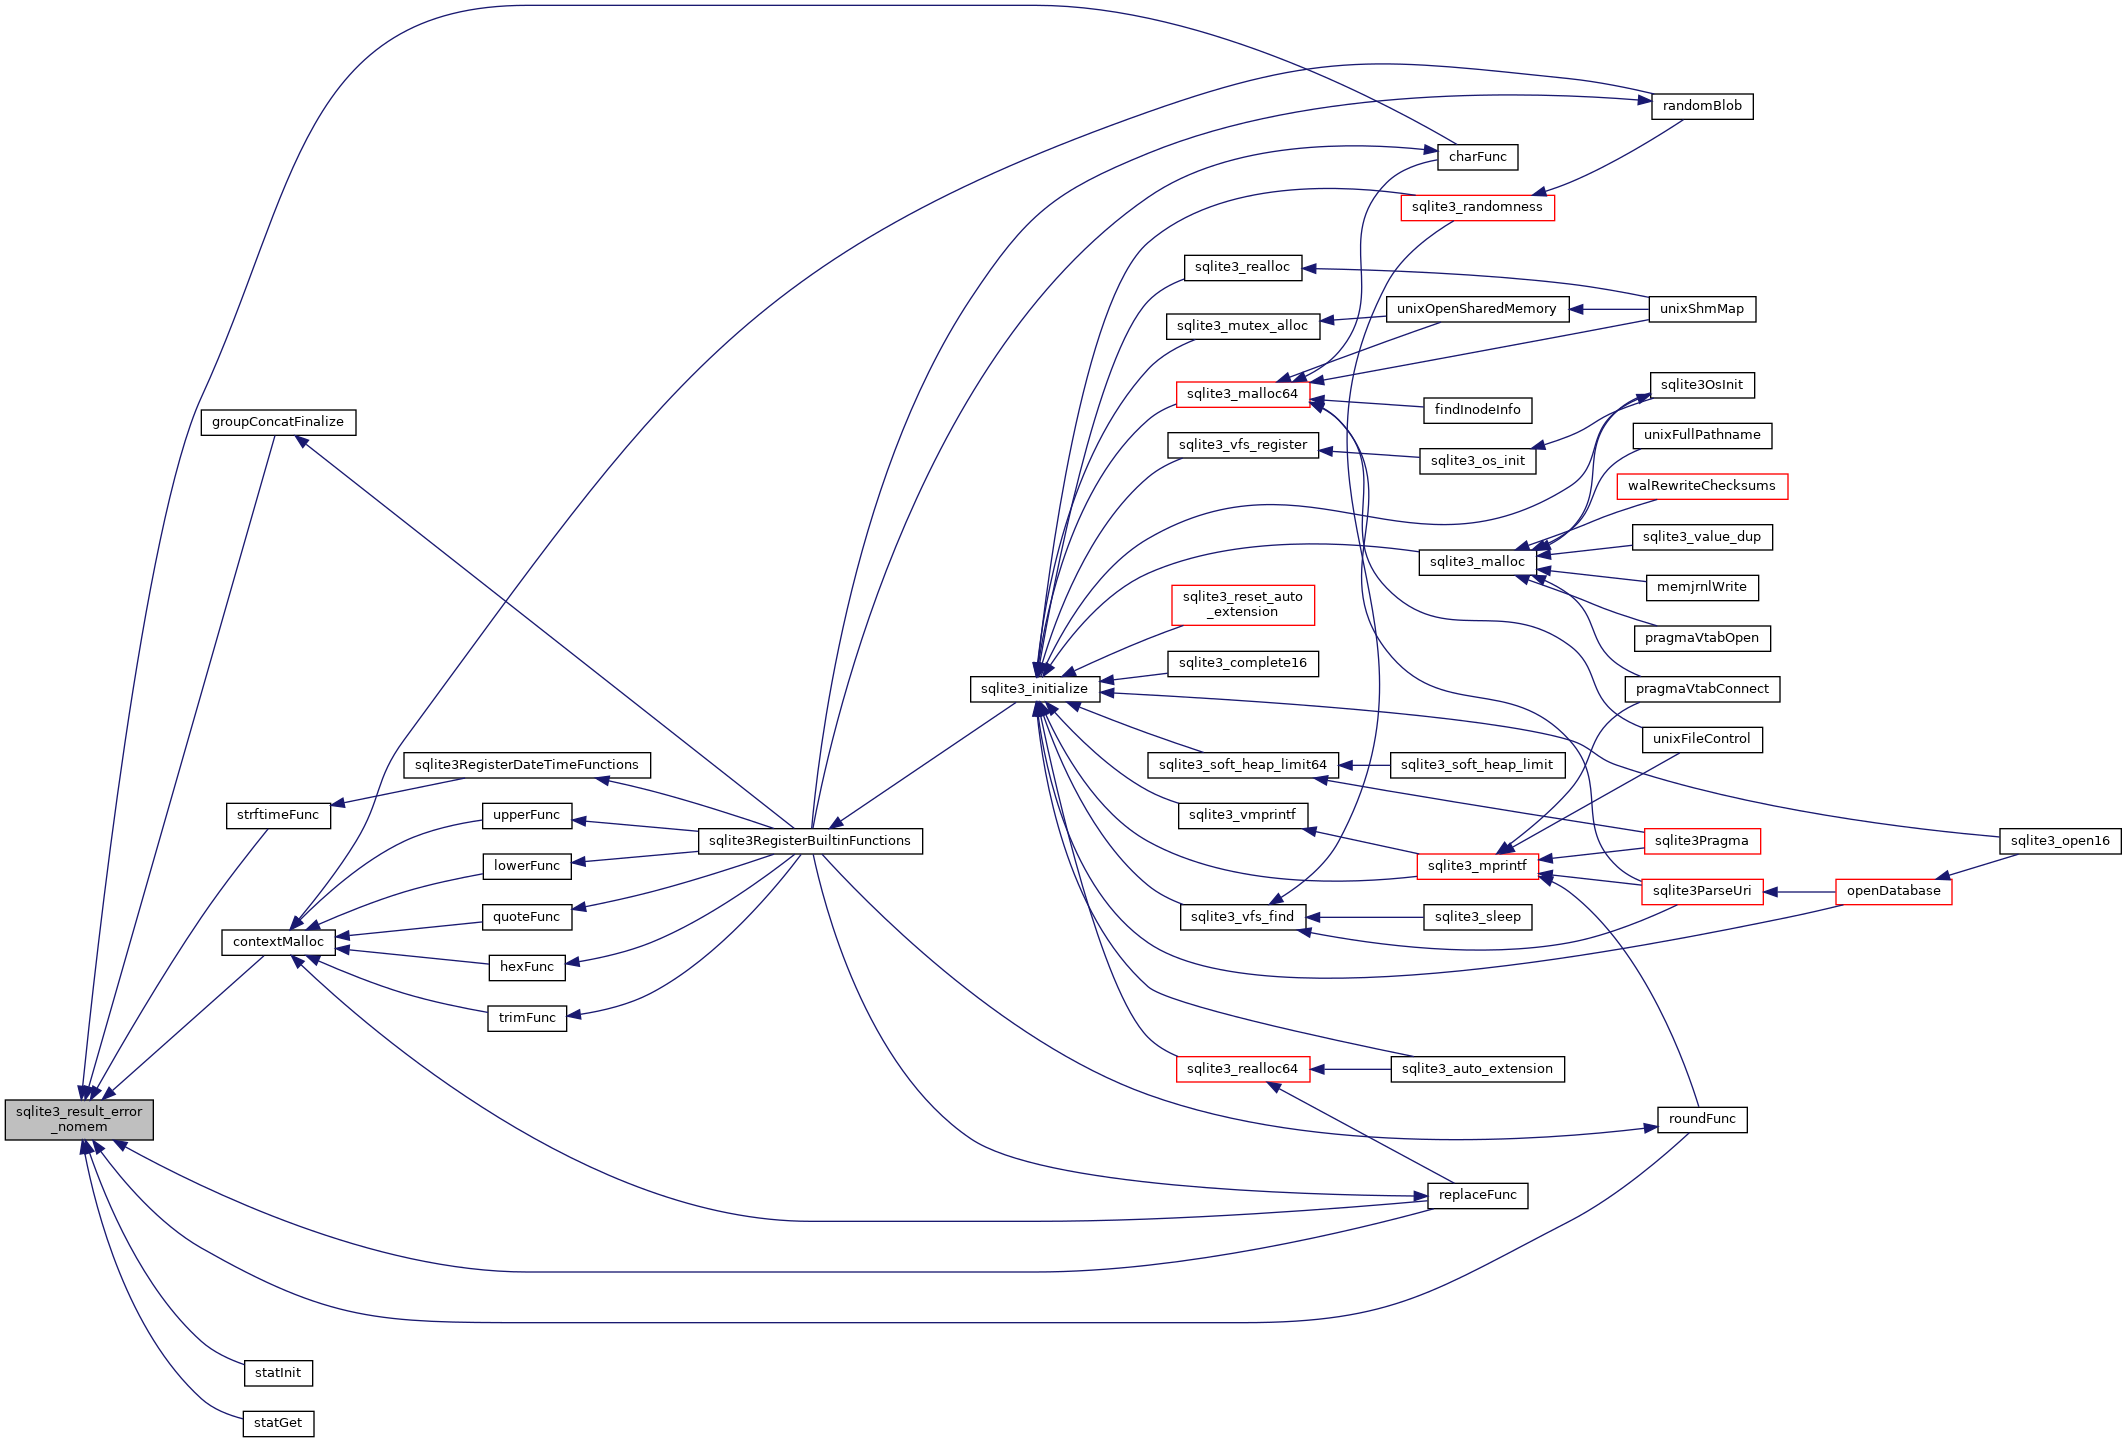 randomBlob
charFunc
sqlite3_randomness
sqlite3_realloc
unixOpenSharedMemory
unixShmMap
sqlite3_mutex_alloc
sqlite3OsInit
sqlite3_malloc64
findInodeInfo
groupConcatFinalize
unixFullPathname
sqlite3_vfs_register
sqlite3_os_init
walRewriteChecksums
sqlite3_value_dup
sqlite3_malloc
memjrnlWrite
sqlite3_reset_auto
_extension
pragmaVtabOpen
sqlite3_complete16
sqlite3_initialize
pragmaVtabConnect
unixFileControl
sqlite3RegisterDateTimeFunctions
sqlite3_soft_heap_limit64
sqlite3_soft_heap_limit
strftimeFunc
upperFunc
sqlite3_vmprintf
sqlite3RegisterBuiltinFunctions
sqlite3Pragma
sqlite3_open16
lowerFunc
sqlite3_mprintf
sqlite3ParseUri
openDatabase
quoteFunc
sqlite3_vfs_find
sqlite3_sleep
contextMalloc
hexFunc
trimFunc
sqlite3_realloc64
sqlite3_auto_extension
sqlite3_result_error
_nomem
roundFunc
replaceFunc
statInit
statGet